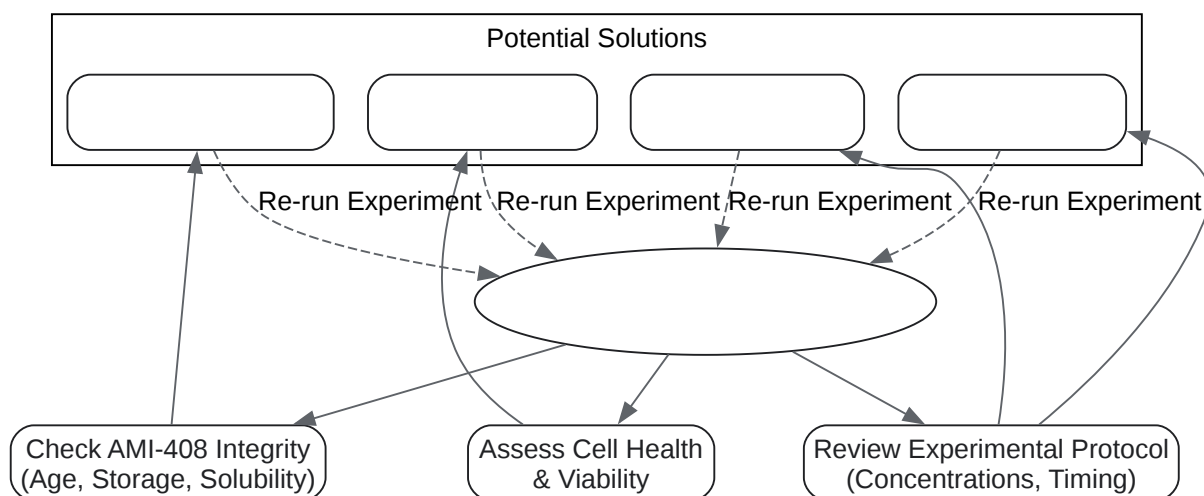 Potential Solutions
Re-run Experiment
Re-run Experiment
Re-run Experiment
Re-run Experiment
Check AMI-408 Integrity
(Age, Storage, Solubility)
Assess Cell Health
& Viability
Review Experimental Protocol
(Concentrations, Timing)